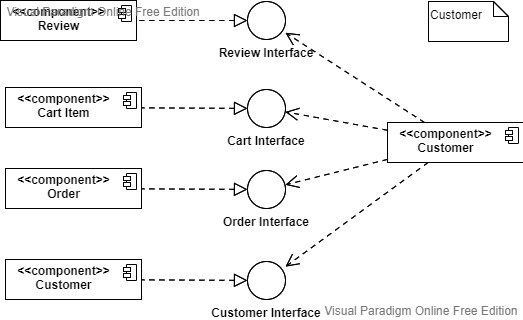 Visual Paradigm Online Free Edition
<<component>>
Review
Review Interface
Customer
<<component>>
Cart Item
Cart Interface
<<component>>
Customer
<<component>>
Order
Order Interface
<<component>>
Customer
Customer Interface
Visual Paradigm Online Free Edition